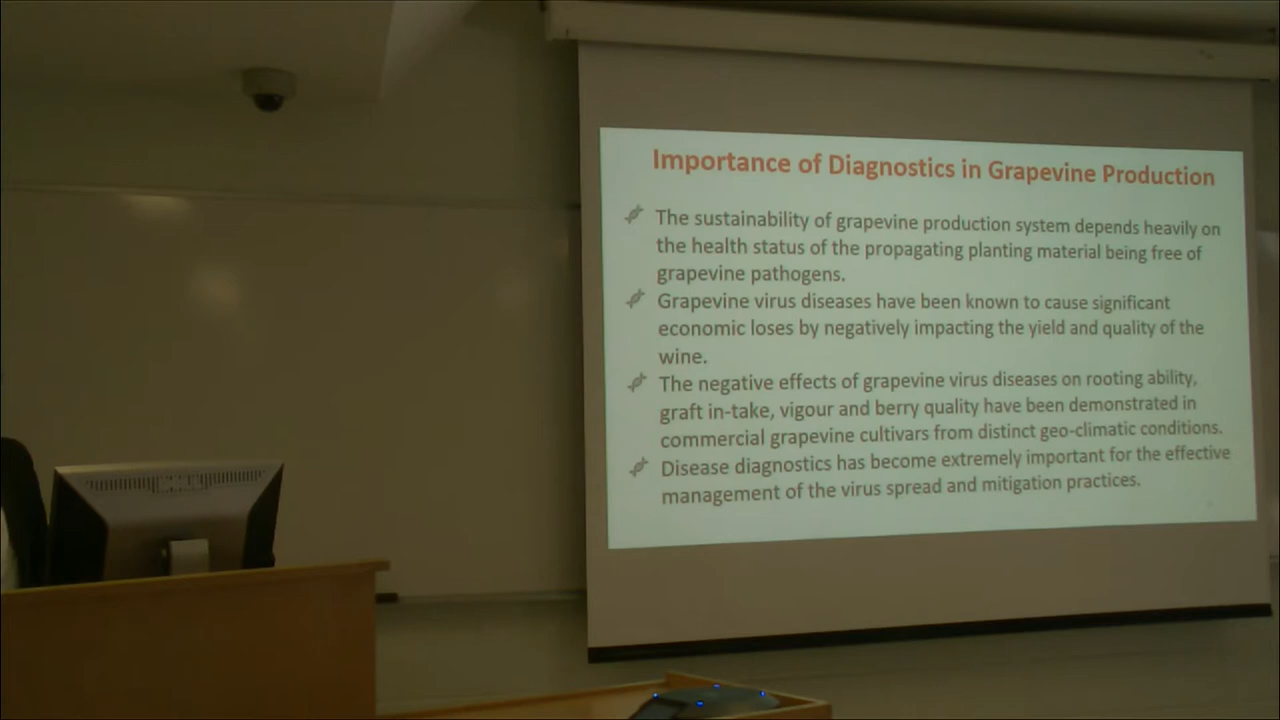 Importance of Diagnostics in Grapevine Production
The sustainability of grapevine production system depends heavily on
the health status of the propagating planting material being free of
grapevine pathogens.
Grapevine virus diseases have been known to cause significant
economic loses by negatively impacting the yield and quality of the
wine.
The negative effects of grapevine virus diseases on rooting ability,
graft in-take, vigour and berry quality have been demonstrated in
commercial grapevine cultivars from distinct geo-climatic conditions.
Disease diagnostics has become extremely important for the effective
management of the virus spread and mitigation practices.